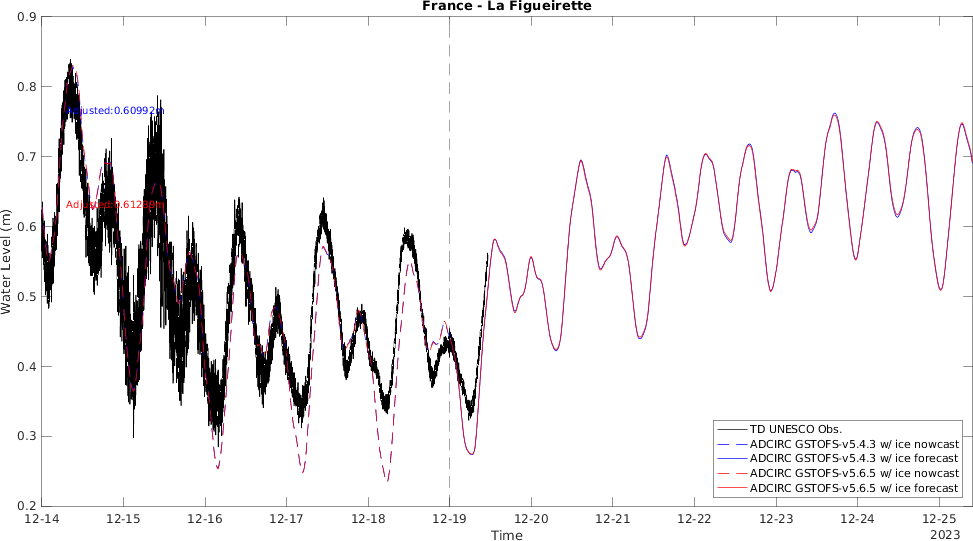 France - La Figueirette
0.9
0.8
0.7
0.6
0.5
0.4
0.3
0.2
Water Level (m)
Adjusted:0.60992m
TD UNESCO Obs.
ADCIRC GSTOFS-v5.4.3 w/ ice nowcast
ADCIRC GSTOFS-v5.4.3 w/ ice forecast
ADCIRC GSTOFS-v5.6.5 w/ ice nowcast
ADCIRC GSTOFS-v5.6.5 w/ ice forecast
12-14 12-15 12-16 12-17 12-18 12-19 12-20 12-21 12-22 12-23 12-24 12-25
2023
Time